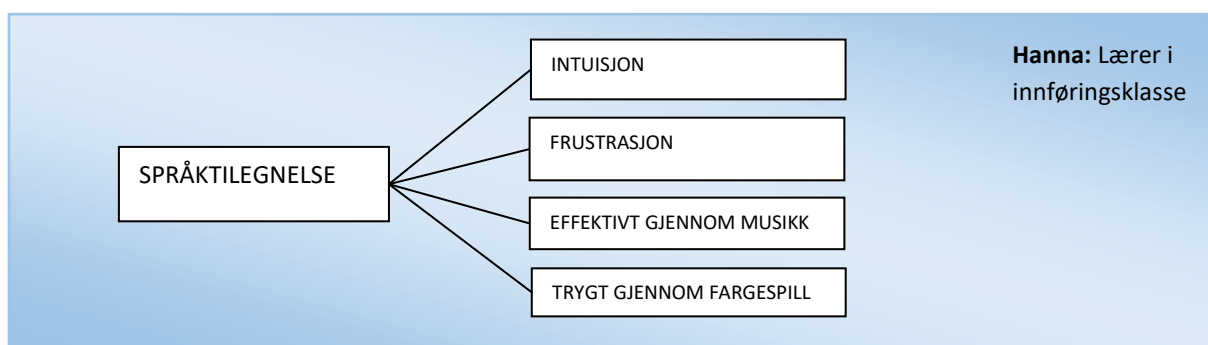 INTUISJON
Hanna: Lærer i
innføringsklasse
FRUSTRASJON
SPRÅKTILEGNELSE
EFFEKTIVT GJENNOM MUSIKK
TRYGT GJENNOM FARGESPILL